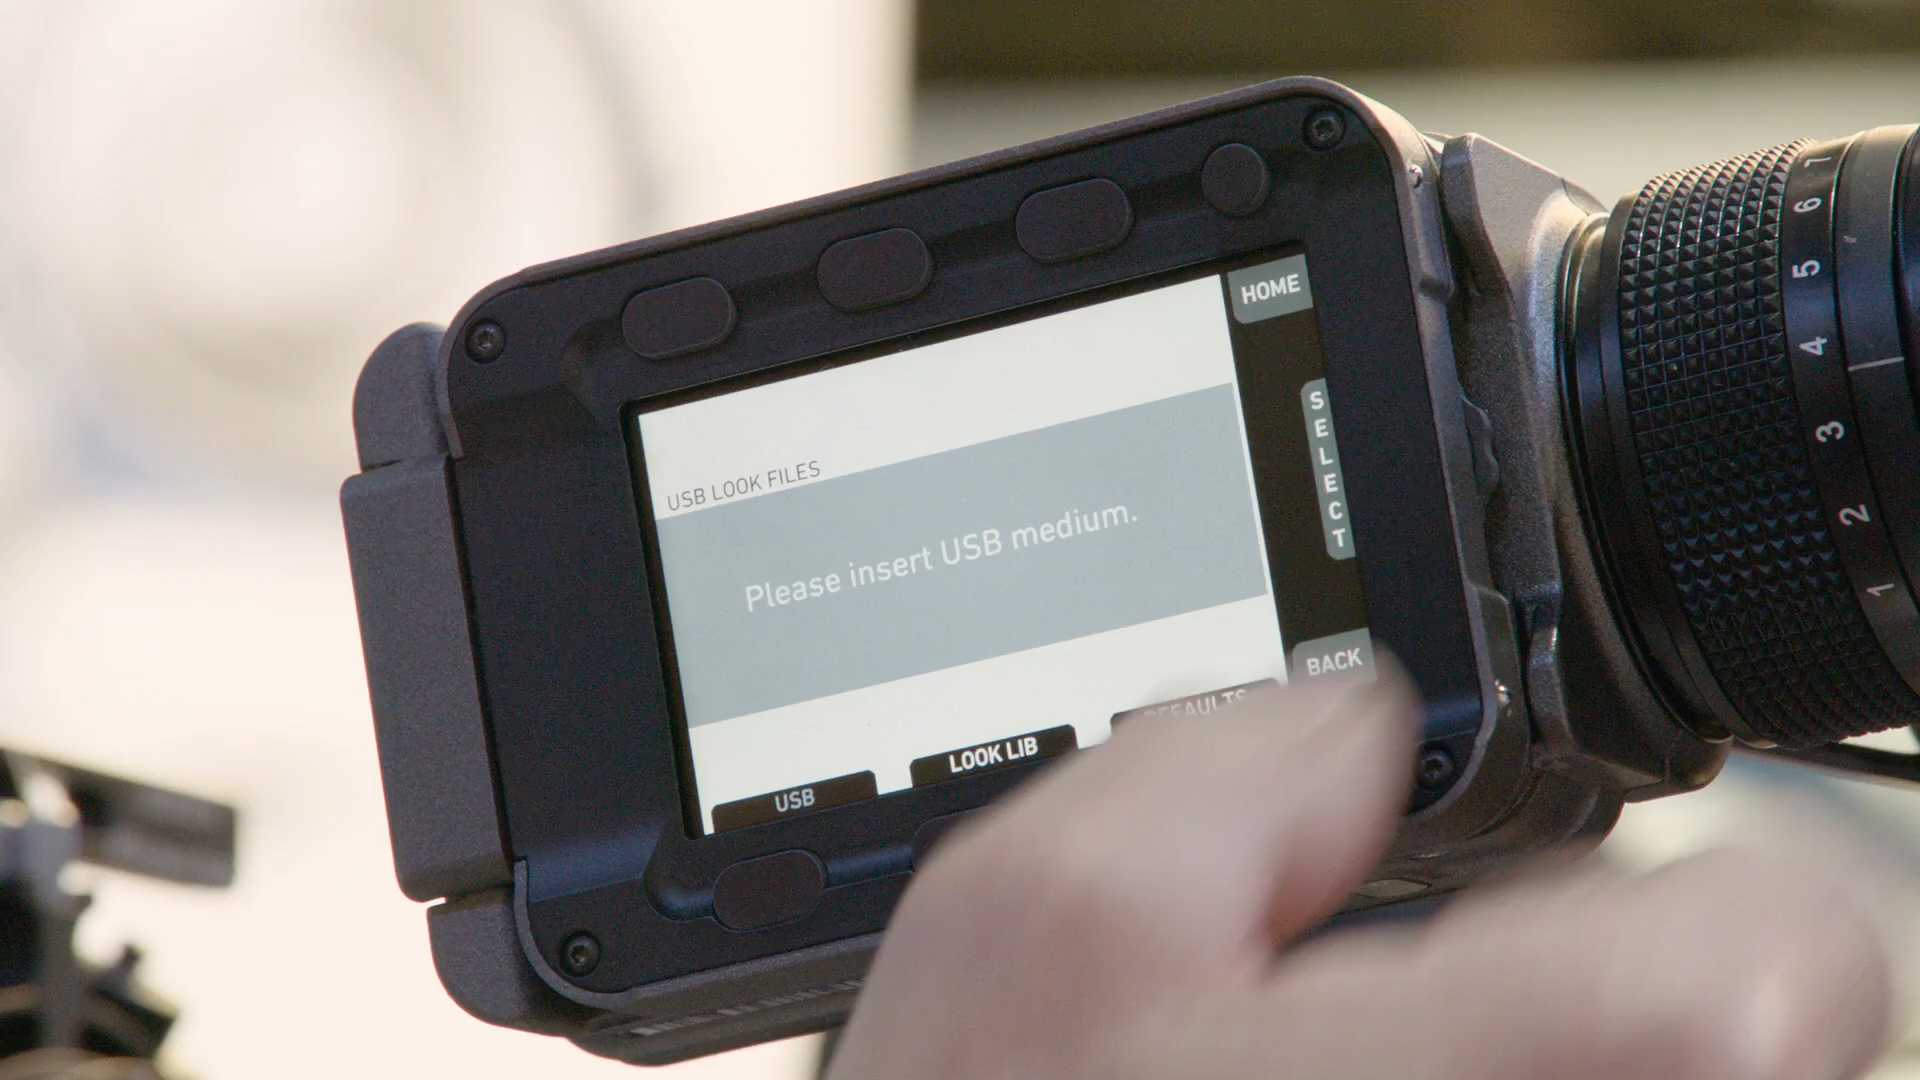 HOME
SELECT
USB LOOK FILES
Please insert USB medium.
BACK
DEFAULTS
LOOK LIB
USB
7
6
5
4
3
2
1